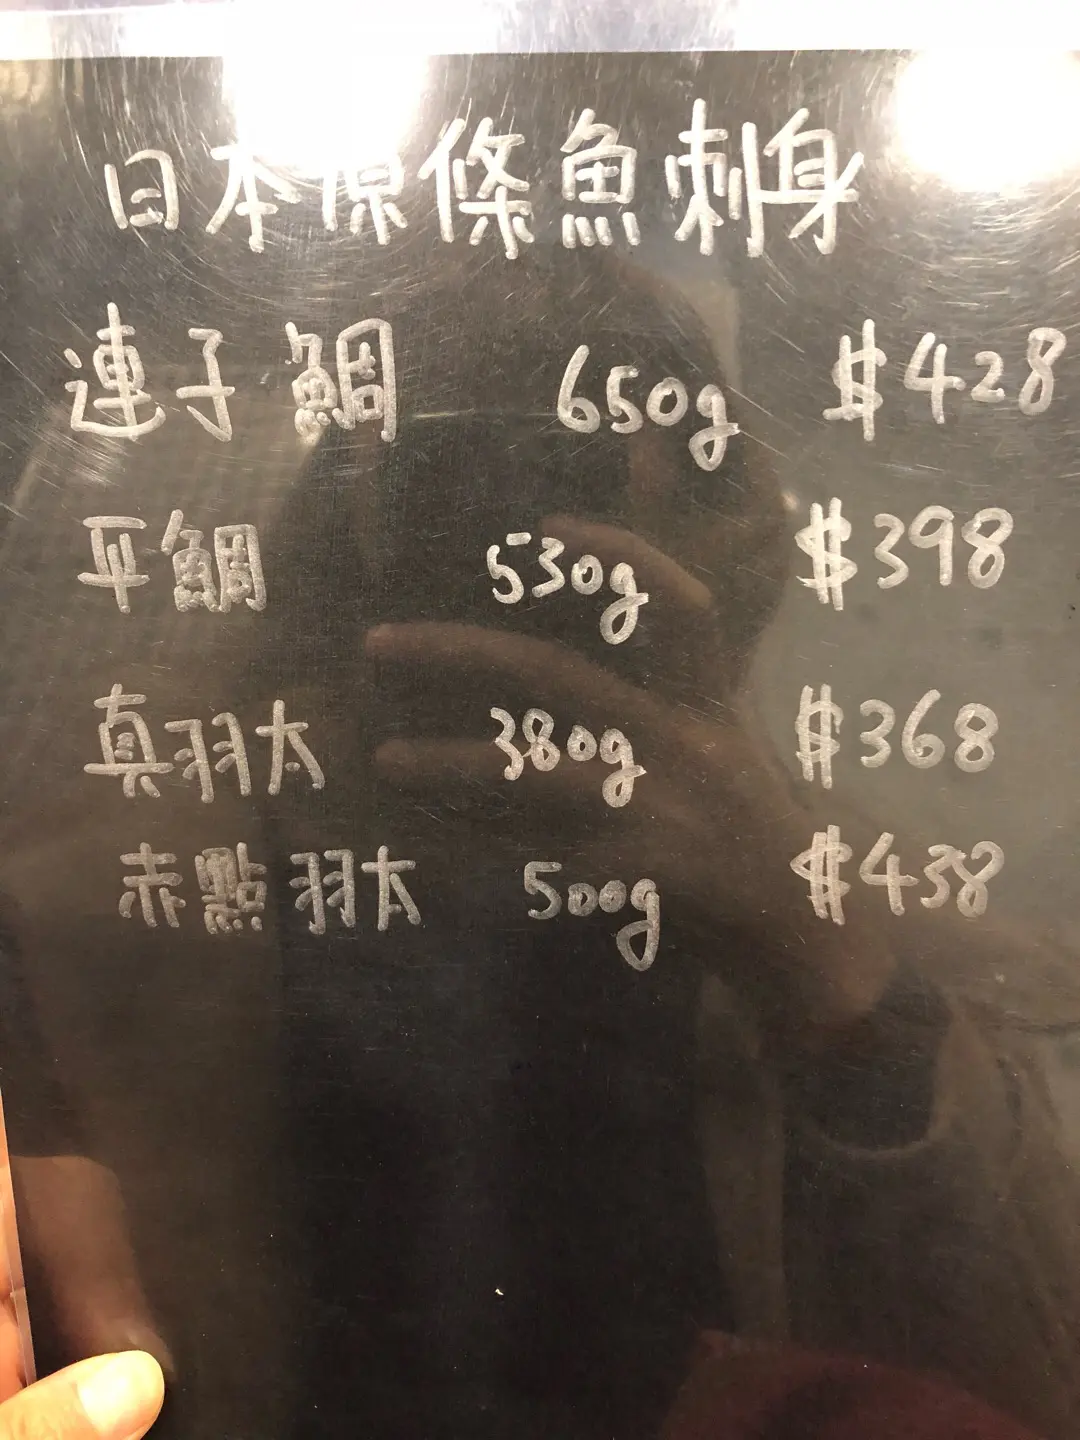 日本原條魚刺身
連子鯛 650g $428
平鯛 530g $398
真羽太 380g $368
赤點羽太 500g $438